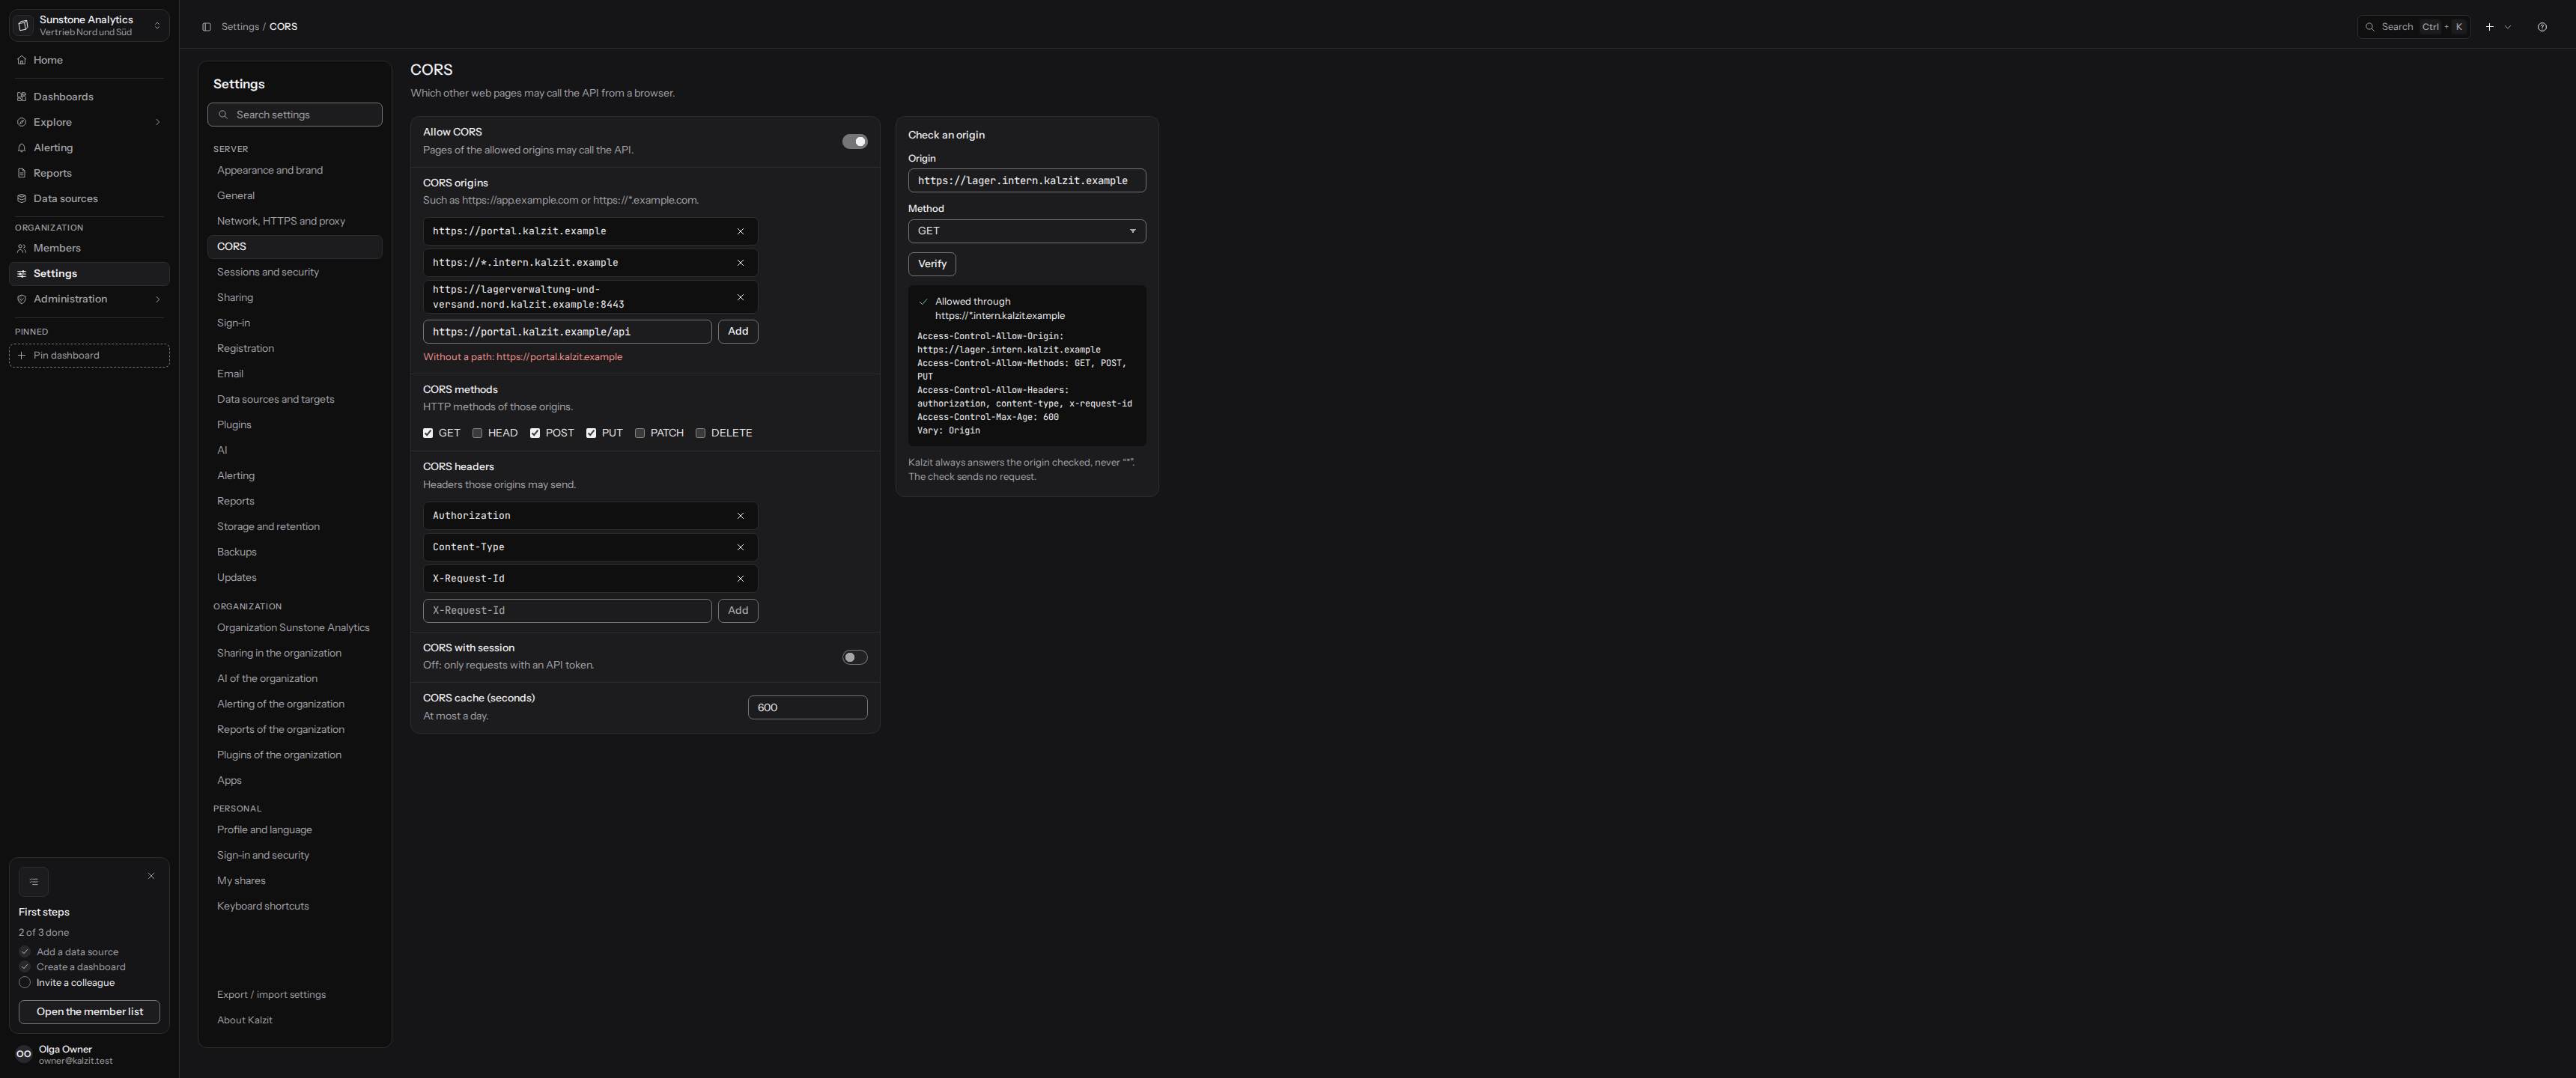 Sunstone Analytics
Vertrieb Nord und Süd
Home
Dashboards
Explore
Alerting
Reports
Data sources
ORGANIZATION
Members
Settings
Administration
PINNED
Pin dashboard
First steps
2 of 3 done
Add a data source
Create a dashboard
Invite a colleague
Open the member list
OO
Olga Owner
owner@kalzit.test
Settings / CORS
Search Ctrl + K
Settings
Search settings
SERVER
Appearance and brand
General
Network, HTTPS and proxy
CORS
Sessions and security
Sharing
Sign-in
Registration
Email
Data sources and targets
Plugins
AI
Alerting
Reports
Storage and retention
Backups
Updates
ORGANIZATION
Organization Sunstone Analytics
Sharing in the organization
AI of the organization
Alerting of the organization
Reports of the organization
Plugins of the organization
Apps
PERSONAL
Profile and language
Sign-in and security
My shares
Keyboard shortcuts
Export / import settings
About Kalzit
CORS
Which other web pages may call the API from a browser.
Allow CORS
Pages of the allowed origins may call the API.
CORS origins
Such as https://app.example.com or https://*.example.com.
https://portal.kalzit.example
https://*.intern.kalzit.example
https://lagerverwaltung-und-
versand.nord.kalzit.example:8443
https://portal.kalzit.example/api
Add
Without a path: https://portal.kalzit.example
CORS methods
HTTP methods of those origins.
GET HEAD POST PUT PATCH DELETE
CORS headers
Headers those origins may send.
Authorization
Content-Type
X-Request-Id
X-Request-Id
Add
CORS with session
Off: only requests with an API token.
CORS cache (seconds)
At most a day.
600
Check an origin
Origin
https://lager.intern.kalzit.example
Method
GET
Verify
Allowed through
https://*.intern.kalzit.example
Access-Control-Allow-Origin:
https://lager.intern.kalzit.example
Access-Control-Allow-Methods: GET, POST,
PUT
Access-Control-Allow-Headers:
authorization, content-type, x-request-id
Access-Control-Max-Age: 600
Vary: Origin
Kalzit always answers the origin checked, never “*”.
The check sends no request.